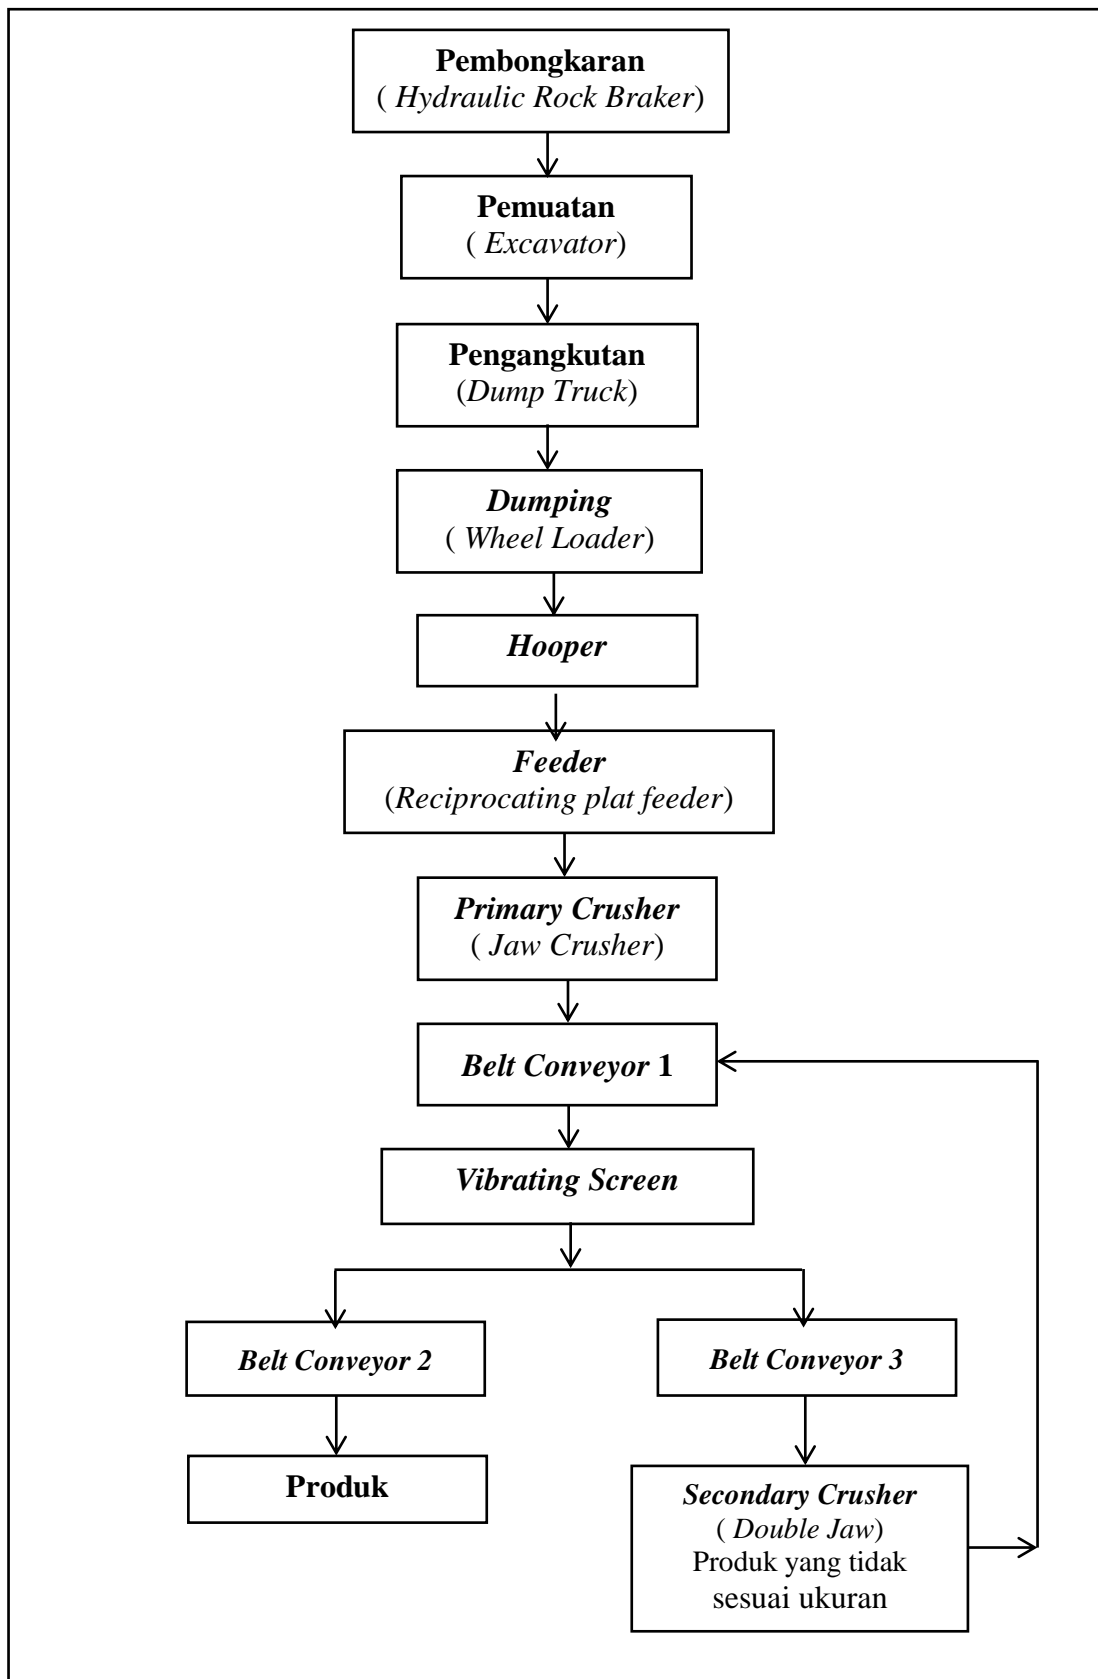 Pembongkaran
( Hydraulic Rock Braker)
Pemuatan
( Excavator)
Pengangkutan
(Dump Truck)
Dumping
( Wheel Loader)
Hooper
Feeder
(Reciprocating plat feeder)
Primary Crusher
( Jaw Crusher)
Belt Conveyor 1
Vibrating Screen
Belt Conveyor 2
Belt Conveyor 3
Produk
Secondary Crusher
( Double Jaw)
Produk yang tidak
sesuai ukuran